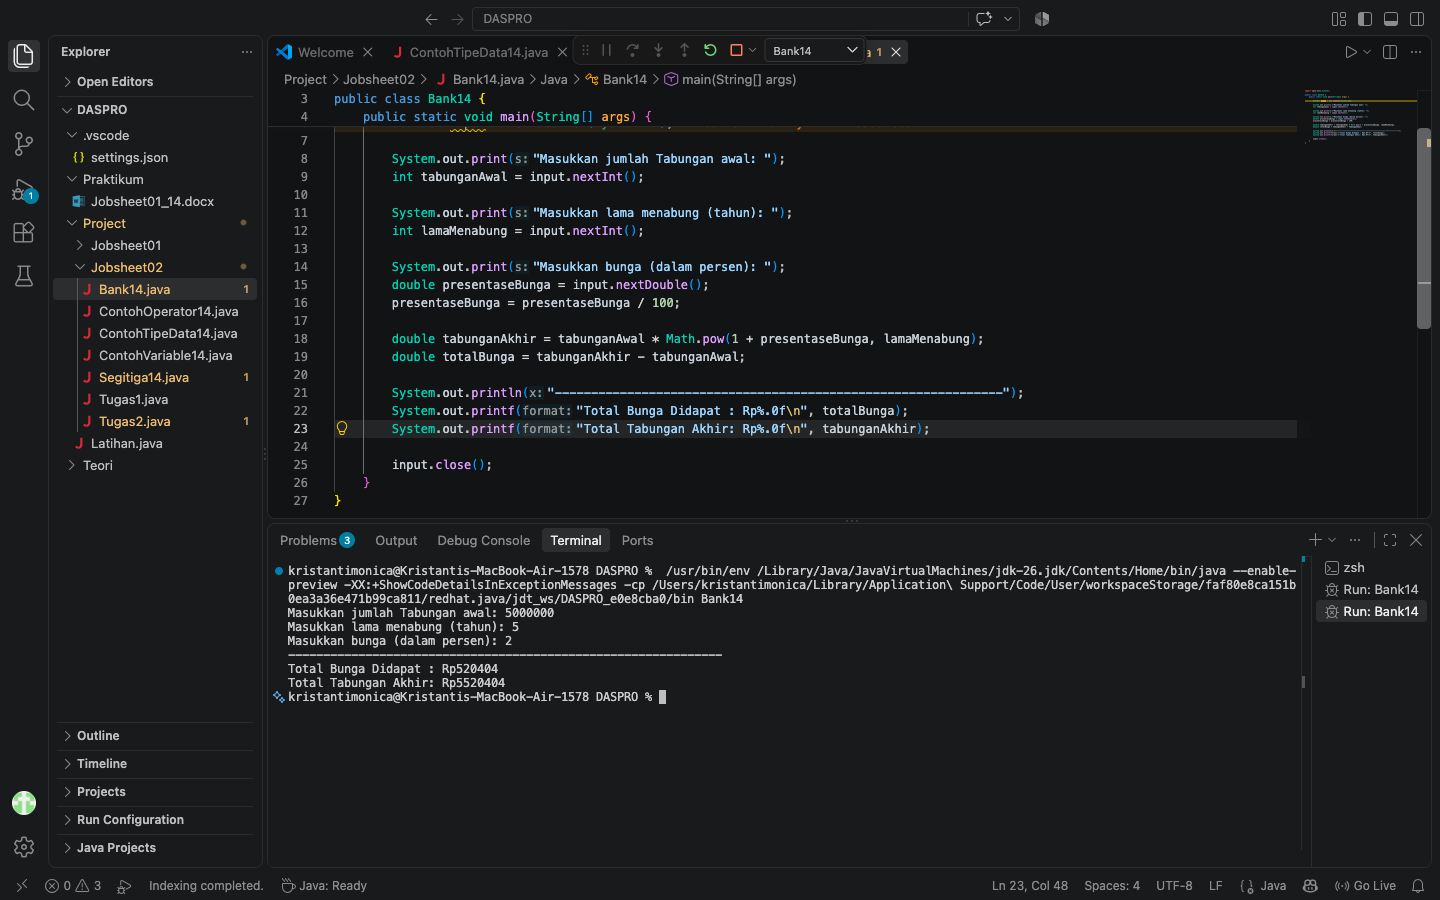 DASPRO
Explorer
Open Editors
DASPRO
.vscode
{} settings.json
Praktikum
Jobsheet01_14.docx
Project
Jobsheet01
Jobsheet02
J Bank14.java 1
J ContohOperator14.java
J ContohTipeData14.java
J ContohVariable14.java
J Segitiga14.java 1
J Tugas1.java
J Tugas2.java 1
J Latihan.java
Teori
Outline
Timeline
Projects
Run Configuration
Java Projects
1
Welcome
J ContohTipeData14.java
Bank14
a 1
Project > Jobsheet02 > J Bank14.java > Java > Bank14 > main(String[] args)
3 public class Bank14 {
4 public static void main(String[] args) {
7
8 System.out.print(s: "Masukkan jumlah Tabungan awal: ");
9 int tabunganAwal = input.nextInt();
10
11 System.out.print(s: "Masukkan lama menabung (tahun): ");
12 int lamaMenabung = input.nextInt();
13
14 System.out.print(s: "Masukkan bunga (dalam persen): ");
15 double presentaseBunga = input.nextDouble();
16 presentaseBunga = presentaseBunga / 100;
17
18 double tabunganAkhir = tabunganAwal * Math.pow(1 + presentaseBunga, lamaMenabung);
19 double totalBunga = tabunganAkhir - tabunganAwal;
20
21 System.out.println(x: "--------------------------------------------------------------");
22 System.out.printf(format: "Total Bunga Didapat : Rp%.0f\n", totalBunga);
23 System.out.printf(format: "Total Tabungan Akhir: Rp%.0f\n", tabunganAkhir);
24
25 input.close();
26 }
27 }
Problems 3 Output Debug Console Terminal Ports
kristantimonica@Kristantis-MacBook-Air-1578 DASPRO % /usr/bin/env /Library/Java/JavaVirtualMachines/jdk-26.jdk/Contents/Home/bin/java --enable-
preview -XX:+ShowCodeDetailsInExceptionMessages -cp /Users/kristantimonica/Library/Application\ Support/Code/User/workspaceStorage/faf80e8ca151b
0ea3a36e471b99ca811/redhat.java/jdt_ws/DASPRO_e0e8cba0/bin Bank14
Masukkan jumlah Tabungan awal: 5000000
Masukkan lama menabung (tahun): 5
Masukkan bunga (dalam persen): 2
--------------------------------------------------------------
Total Bunga Didapat : Rp520404
Total Tabungan Akhir: Rp5520404
kristantimonica@Kristantis-MacBook-Air-1578 DASPRO %
zsh
Run: Bank14
Run: Bank14
0 3 Indexing completed. Java: Ready Ln 23, Col 48 Spaces: 4 UTF-8 LF {} Java Go Live